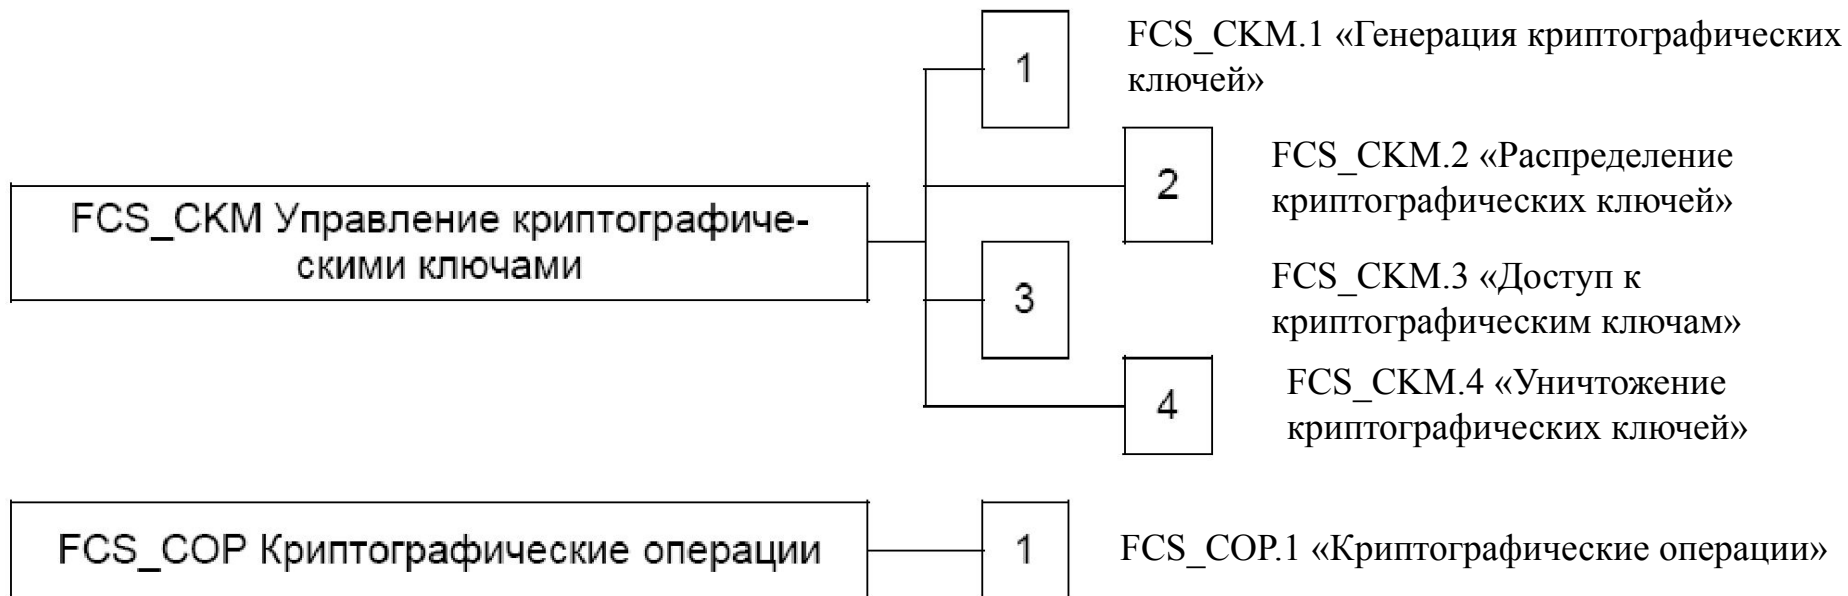 1
FCS_CKM.1 «Генерация криптографических
ключей»
2
FCS_CKM.2 «Распределение
криптографических ключей»
FCS_CKM Управление криптографиче-
скими ключами
3
FCS_CKM.3 «Доступ к
криптографическим ключам»
4
FCS_CKM.4 «Уничтожение
криптографических ключей»
FCS_COP Криптографические операции
1
FCS_COP.1 «Криптографические операции»